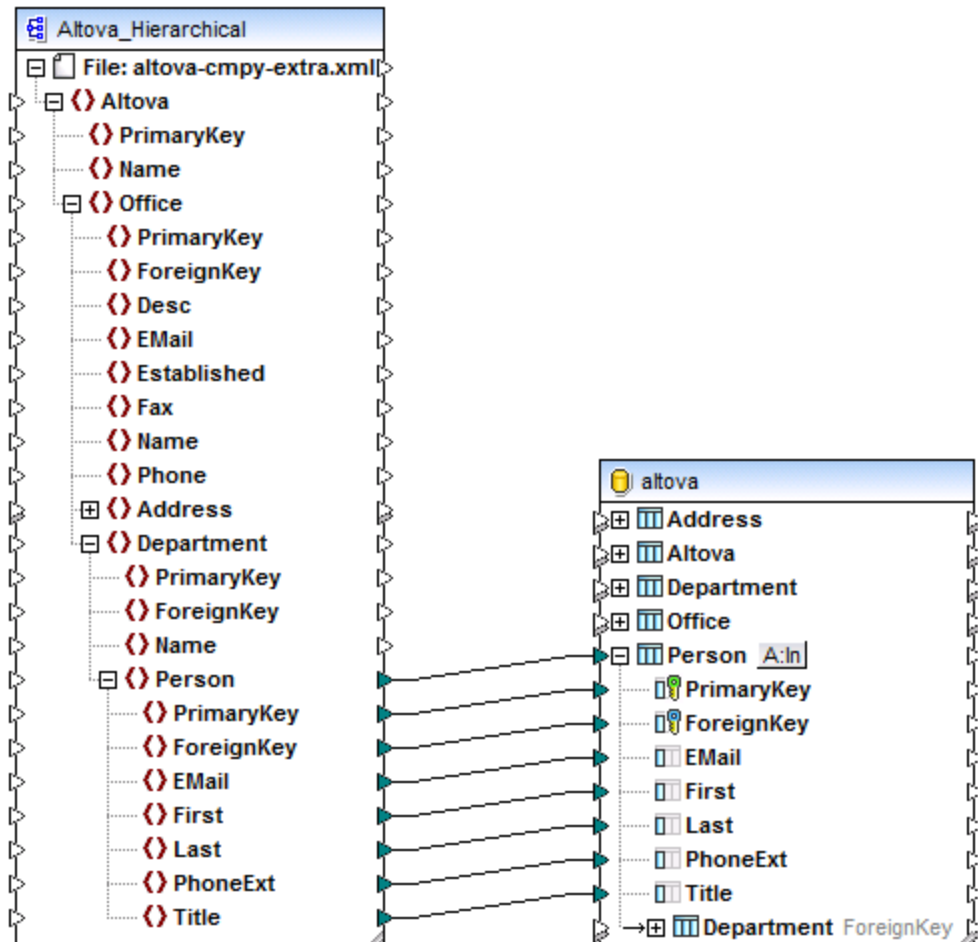 Altova_Hierarchical
File: altova-cmpy-extra.xml
Altova
PrimaryKey
Name
Office
PrimaryKey
ForeignKey
Desc
EMail
Established
Fax
Name
Phone
Address
Department
PrimaryKey
ForeignKey
Name
Person
PrimaryKey
ForeignKey
EMail
First
Last
PhoneExt
Title
altova
Address
Altova
Department
Office
Person A:In
PrimaryKey
ForeignKey
EMail
First
Last
PhoneExt
Title
Department ForeignKey